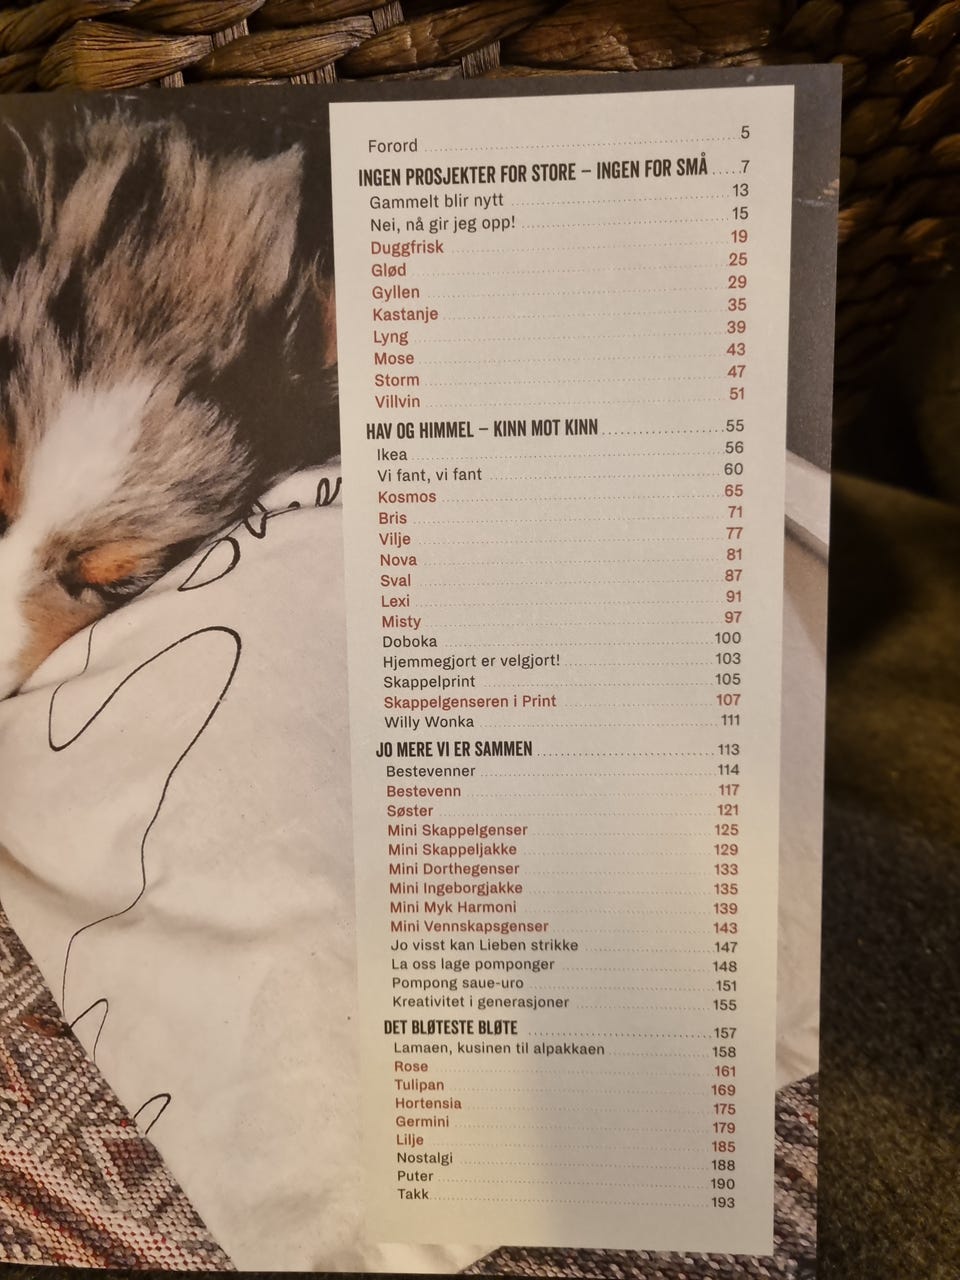 Forord 5
INGEN PROSJEKTER FOR STORE – INGEN FOR SMÅ 7
Gammelt blir nytt 13
Nei, nå gir jeg opp! 15
Duggfrisk 19
Glød 25
Gyllen 29
Kastanje 35
Lyng 39
Mose 43
Storm 47
Villvin 51
HAV OG HIMMEL – KINN MOT KINN 55
Ikea 56
Vi fant, vi fant 60
Kosmos 65
Bris 71
Vilje 77
Nova 81
Sval 87
Lexi 91
Misty 97
Doboka 100
Hjemmegjort er velgjort! 103
Skappelprint 105
Skappelgenseren i Print 107
Willy Wonka 111
JO MERE VI ER SAMMEN 113
Bestevenner 114
Bestevenn 117
Søster 121
Mini Skappelgenser 125
Mini Skappeljakke 129
Mini Dorthegenser 133
Mini Ingeborgjakke 135
Mini Myk Harmoni 139
Mini Vennskapsgenser 143
Jo visst kan Lieben strikke 147
La oss lage pomponger 148
Pompong saue-uro 151
Kreativitet i generasjoner 155
DET BLØTESTE BLØTE 157
Lamaen, kusinen til alpakkaen 158
Rose 161
Tulipan 169
Hortensia 175
Germini 179
Lilje 185
Nostalgi 188
Puter 190
Takk 193